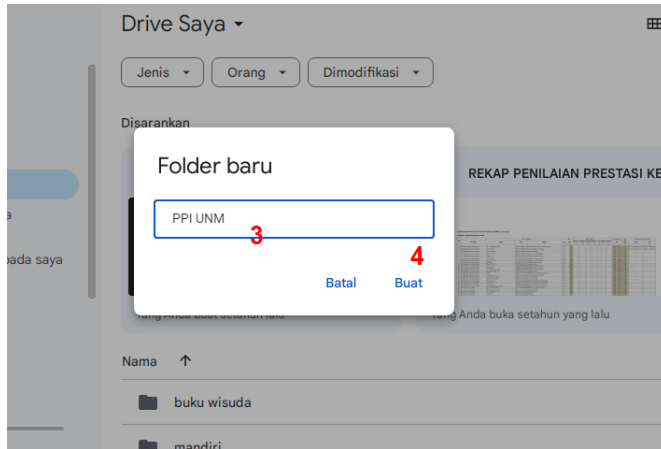 Drive Saya
Jenis
Orang
Dimodifikasi
Disarankan
Folder baru
REKAP PENILAIAN PRESTASI KE
PPI UNM
3
4
a
pada saya
Batal
Buat
Yang Anda buat setahun lalu
Yang Anda buka setahun yang lalu
Nama
buku wisuda
mandiri